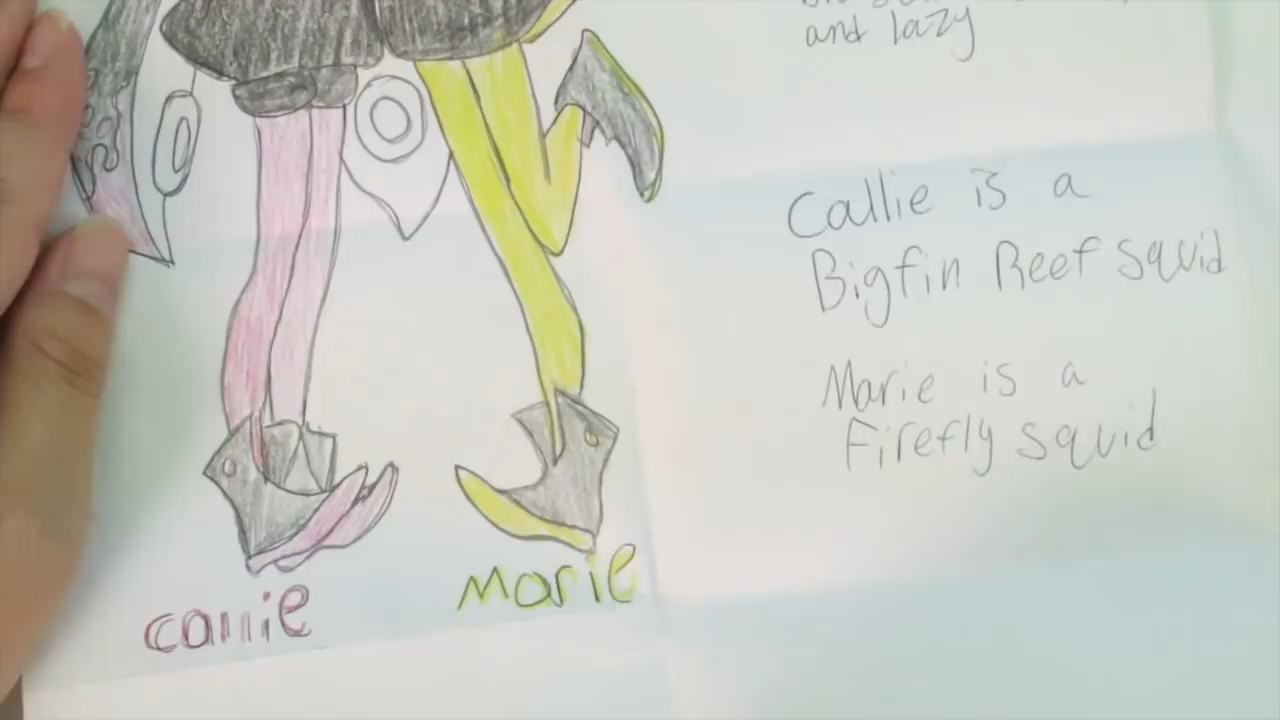 and lazy
Callie is a
Bigfin Reef squid
Marie is a
Firefly squid
Callie
Marie